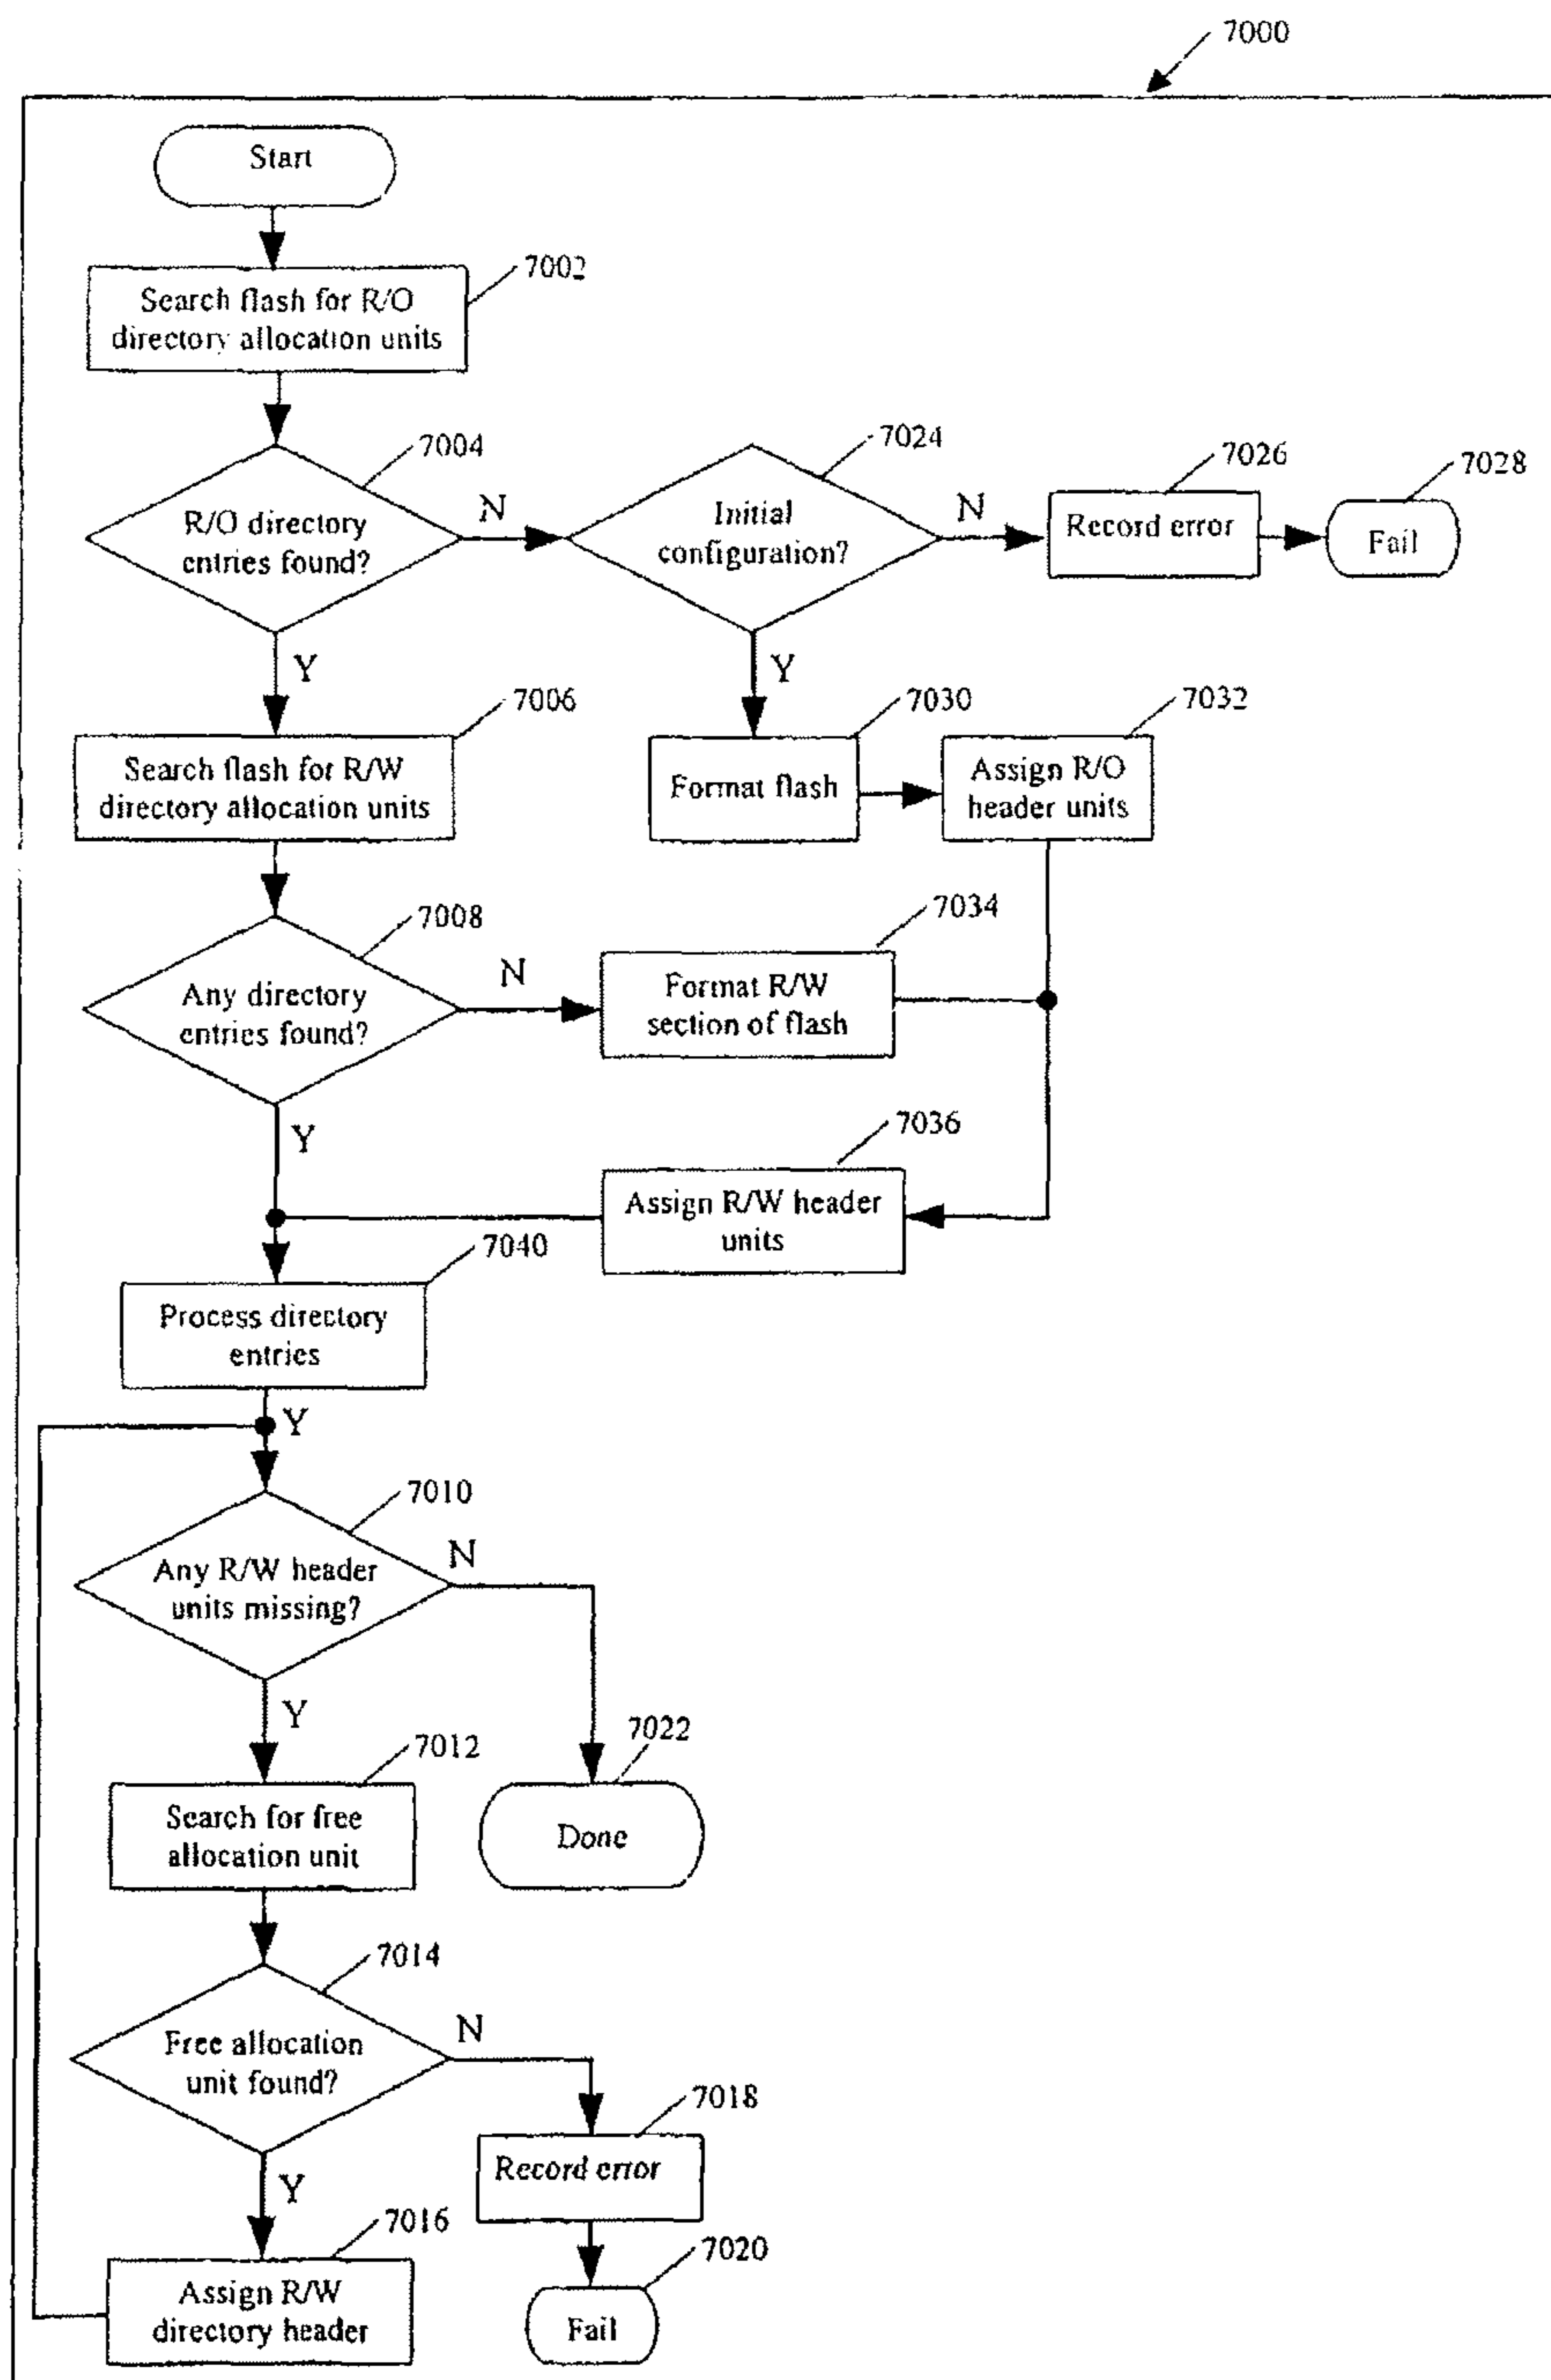 7000
Start
7002
Search flash for R/O
directory allocation units
7004
R/O directory
entries found?
N
Y
7024
Initial
configuration?
N
Y
7026
Record error
7028
Fail
7006
Search flash for R/W
directory allocation units
7030
Format flash
7032
Assign R/O
header units
7008
Any directory
entries found?
N
Y
7034
Format R/W
section of flash
7036
Assign R/W header
units
7040
Process directory
entries
Y
7010
Any R/W header
units missing?
N
Y
7012
Search for free
allocation unit
7022
Done
7014
Free allocation
unit found?
N
Y
7018
Record error
7016
Assign R/W
directory header
7020
Fail